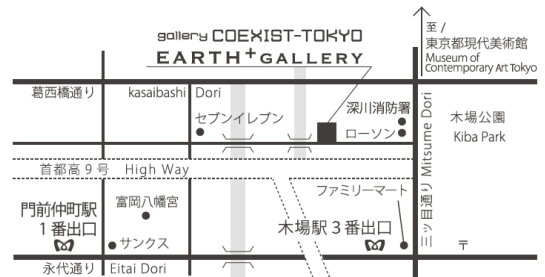 gallery COEXIST-TOKYO
EARTH+GALLERY
至 /
東京都現代美術館
Museum of
Contemporary Art Tokyo
葛西橋通り kasaibashi Dori
セブンイレブン
深川消防署
ローソン
木場公園
Kiba Park
三ッ目通り Mitsume Dori
首都高9号 High Way
ファミリーマート
門前仲町駅
1番出口
富岡八幡宮
サンクス
木場駅3番出口
〒
永代通り Eitai Dori